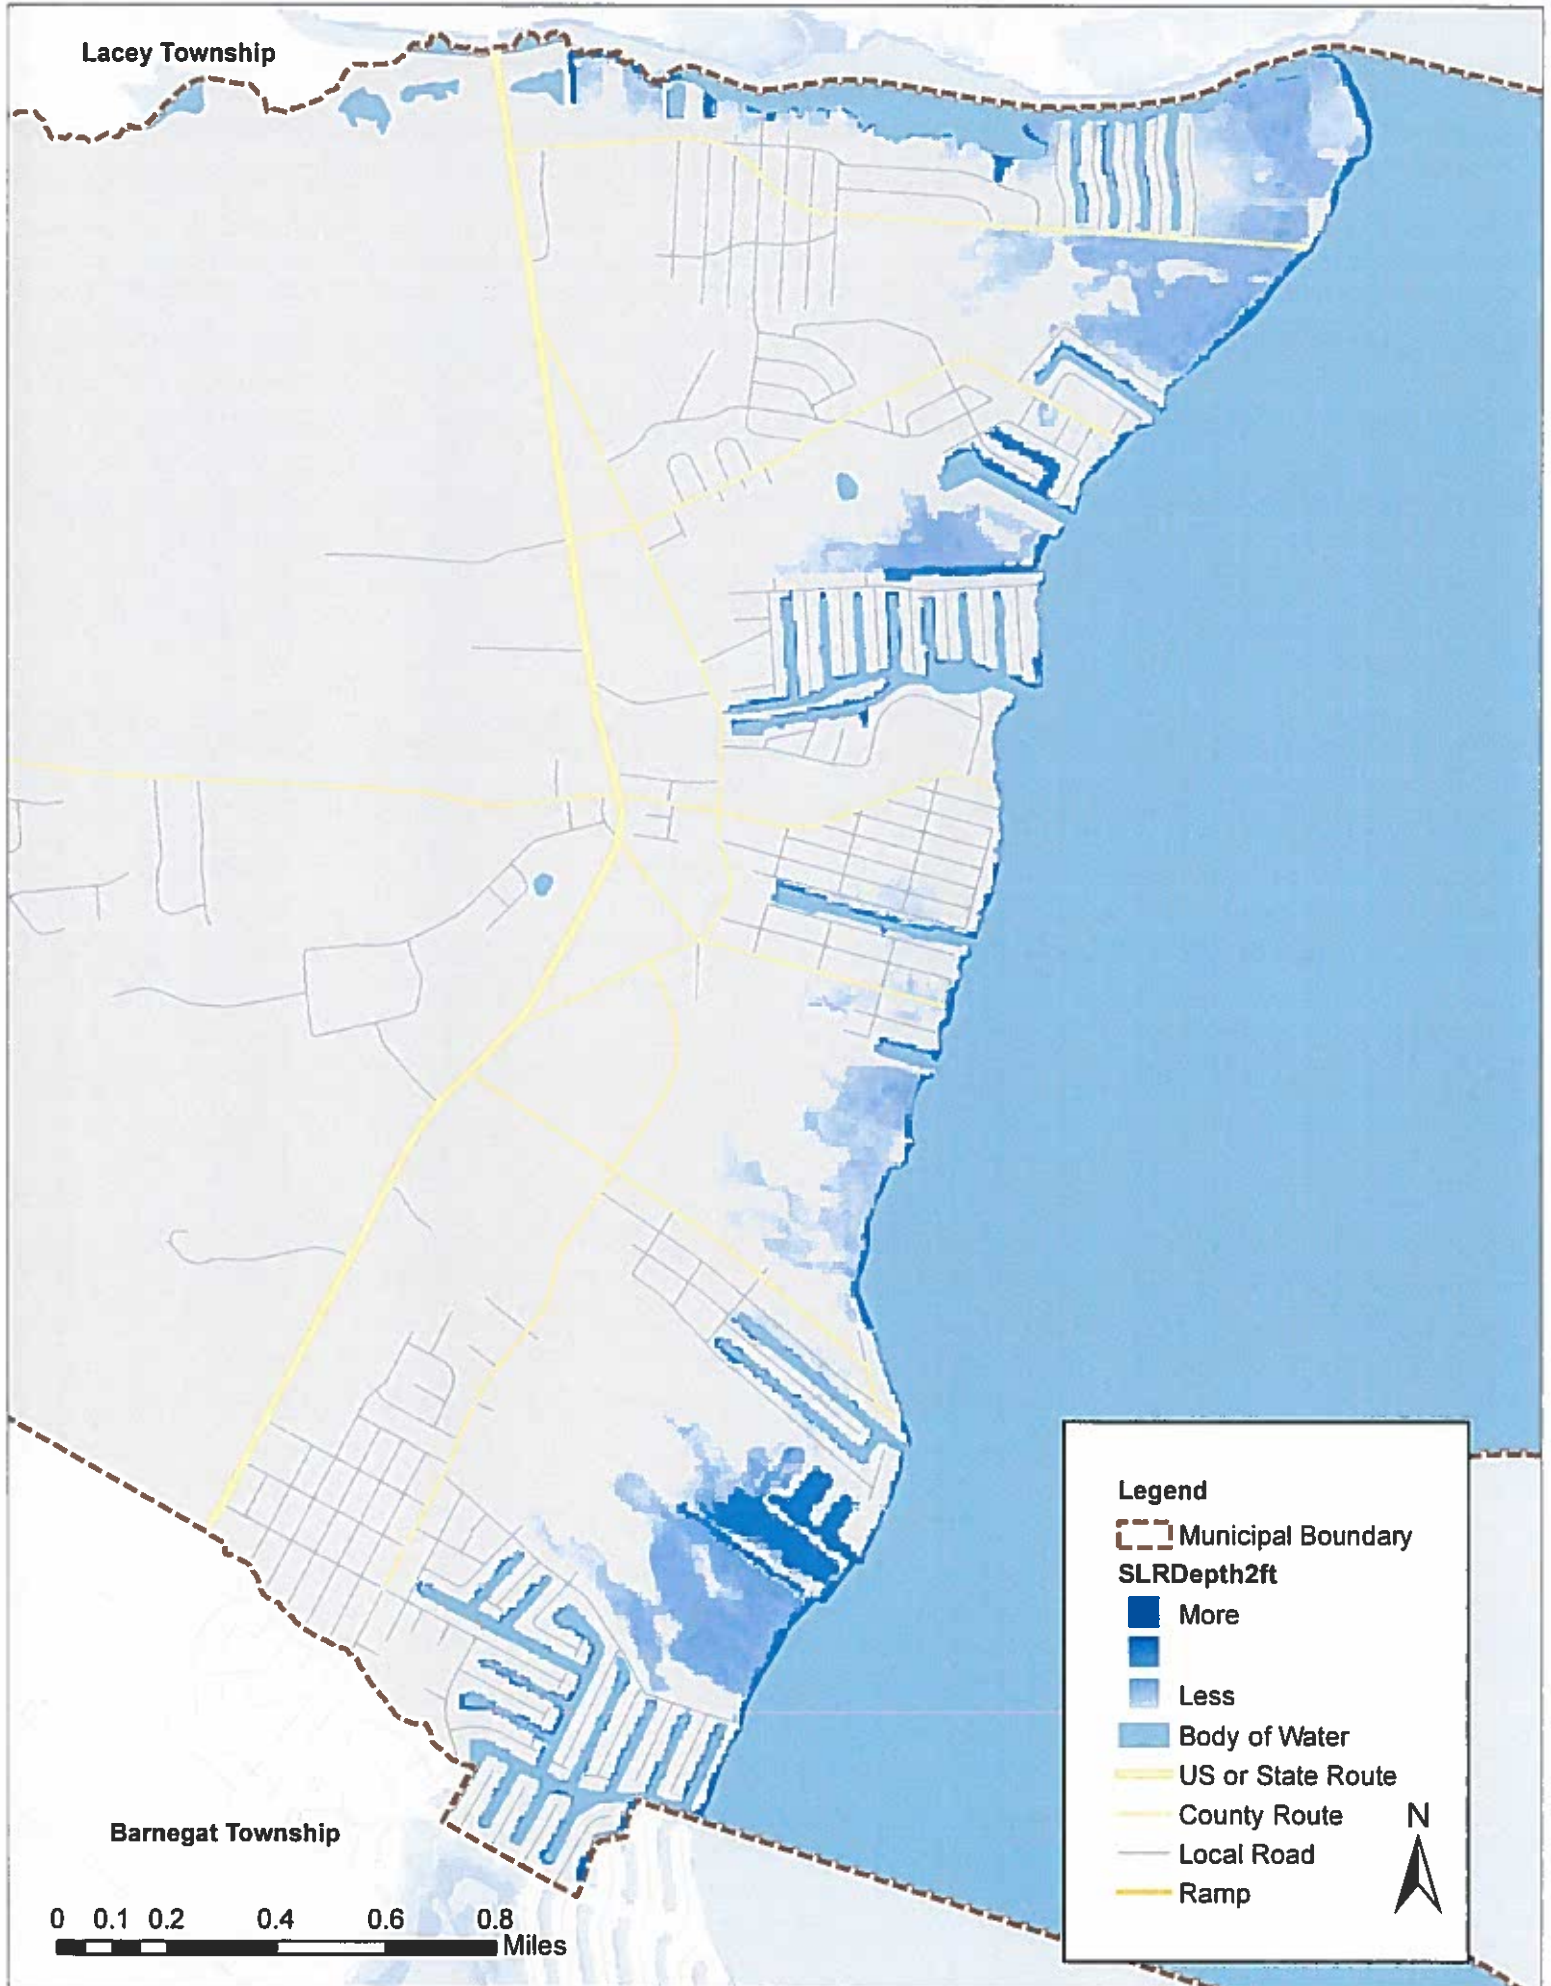 Lacey Township
Legend
Municipal Boundary
SLRDepth2ft
More
Less
Body of Water
US or State Route
County Route
Local Road
Ramp
N
Barnegat Township
0 0.1 0.2 0.4 0.6 0.8
Miles